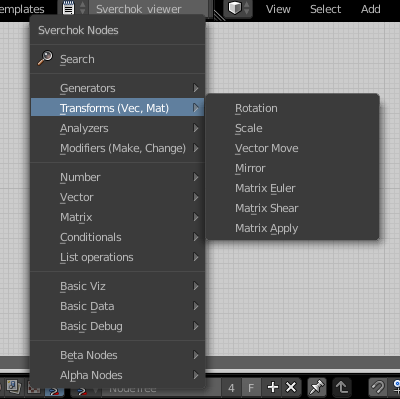 emplates Sverchok viewer View Select Add
Sverchok Nodes
Search
Generators
Transforms (Vec, Mat)
Analyzers
Modifiers (Make, Change)
Number
Vector
Matrix
Conditionals
List operations
Basic Viz
Basic Data
Basic Debug
Beta Nodes
Alpha Nodes
Rotation
Scale
Vector Move
Mirror
Matrix Euler
Matrix Shear
Matrix Apply
NodeTree 4 F